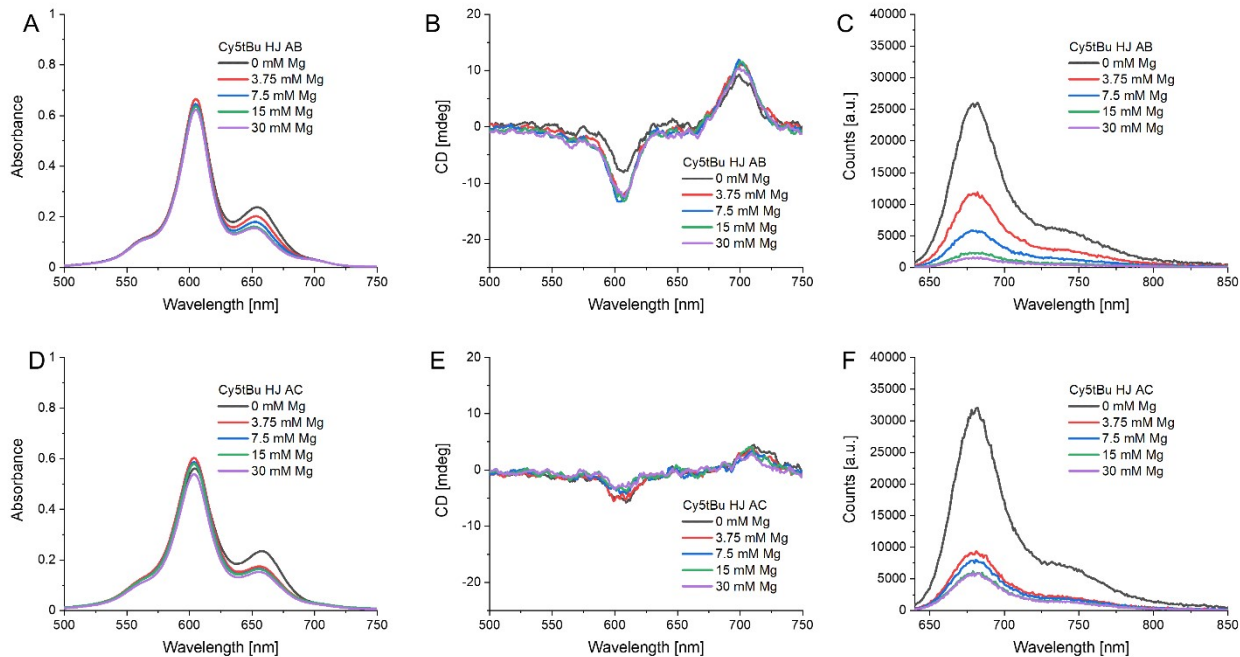 A
1
0.8
0.6
0.4
0.2
0
500
550
600
650
700
750
Absorbance
Wavelength [nm]
Cy5tBu HJ AB
0 mM Mg
3.75 mM Mg
7.5 mM Mg
15 mM Mg
30 mM Mg
B
20
10
0
-10
-20
500
550
600
650
700
750
CD [mdeg]
Wavelength [nm]
Cy5tBu HJ AB
0 mM Mg
3.75 mM Mg
7.5 mM Mg
15 mM Mg
30 mM Mg
C
40000
35000
30000
25000
20000
15000
10000
5000
0
650
700
750
800
850
Counts [a.u.]
Wavelength [nm]
Cy5tBu HJ AB
0 mM Mg
3.75 mM Mg
7.5 mM Mg
15 mM Mg
30 mM Mg
D
1
0.8
0.6
0.4
0.2
0
500
550
600
650
700
750
Absorbance
Wavelength [nm]
Cy5tBu HJ AC
0 mM Mg
3.75 mM Mg
7.5 mM Mg
15 mM Mg
30 mM Mg
E
20
10
0
-10
-20
500
550
600
650
700
750
CD [mdeg]
Wavelength [nm]
Cy5tBu HJ AC
0 mM Mg
3.75 mM Mg
7.5 mM Mg
15 mM Mg
30 mM Mg
F
40000
35000
30000
25000
20000
15000
10000
5000
0
650
700
750
800
850
Counts [a.u.]
Wavelength [nm]
Cy5tBu HJ AC
0 mM Mg
3.75 mM Mg
7.5 mM Mg
15 mM Mg
30 mM Mg